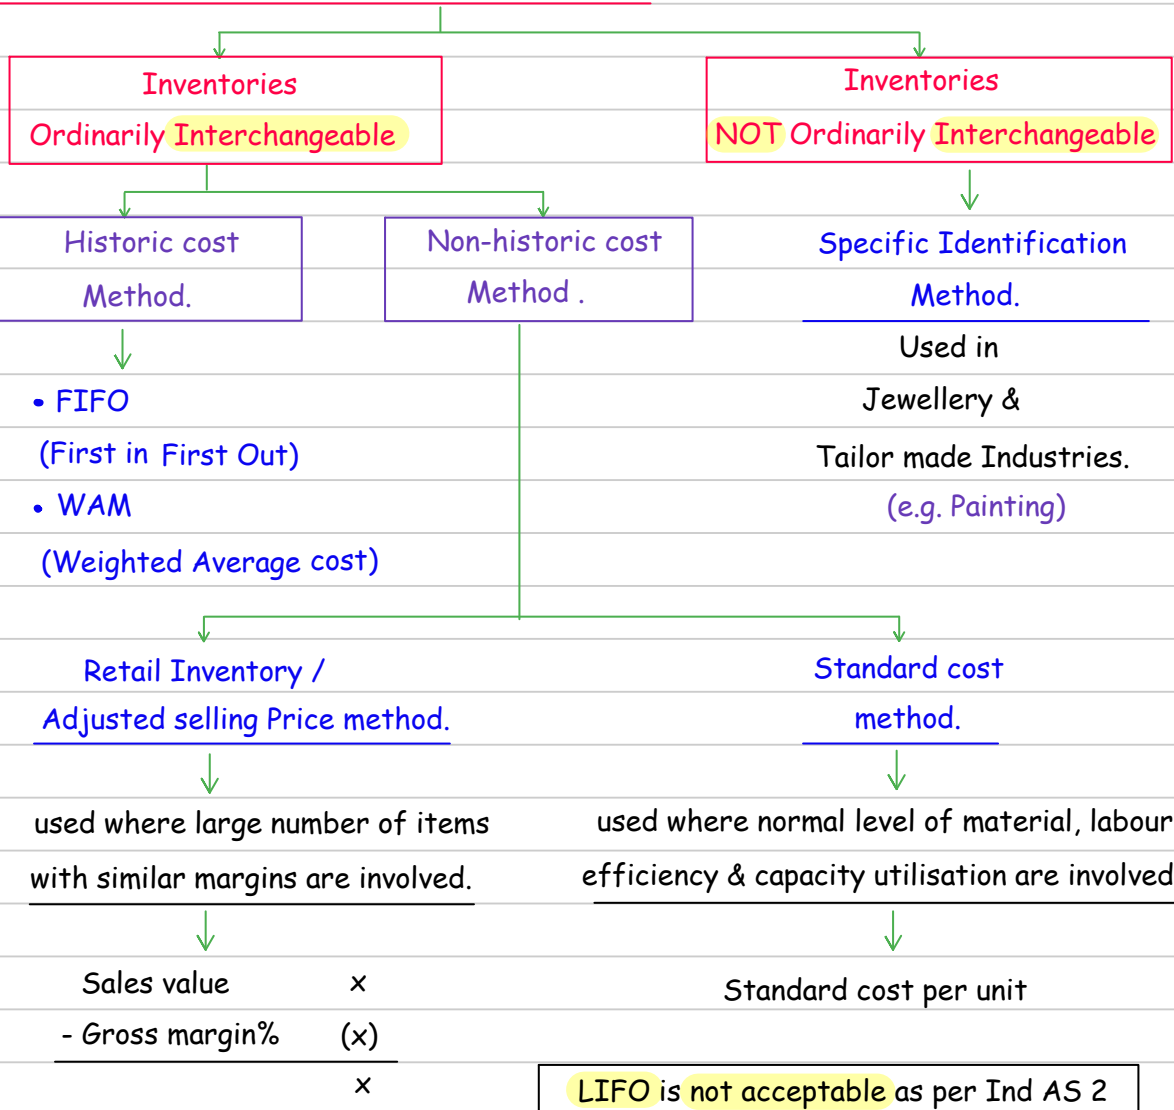 Inventories
Ordinarily Interchangeable
Inventories
NOT Ordinarily Interchangeable
Historic cost
Method.
Non-historic cost
Method .
Specific Identification
Method.
Used in
Jewellery &
Tailor made Industries.
(e.g. Painting)
• FIFO
(First in First Out)
• WAM
(Weighted Average cost)
Retail Inventory /
Adjusted selling Price method.
used where large number of items
with similar margins are involved.
Sales value x
- Gross margin% (x)
x
Standard cost
method.
used where normal level of material, labour
efficiency & capacity utilisation are involved
Standard cost per unit
LIFO is not acceptable as per Ind AS 2